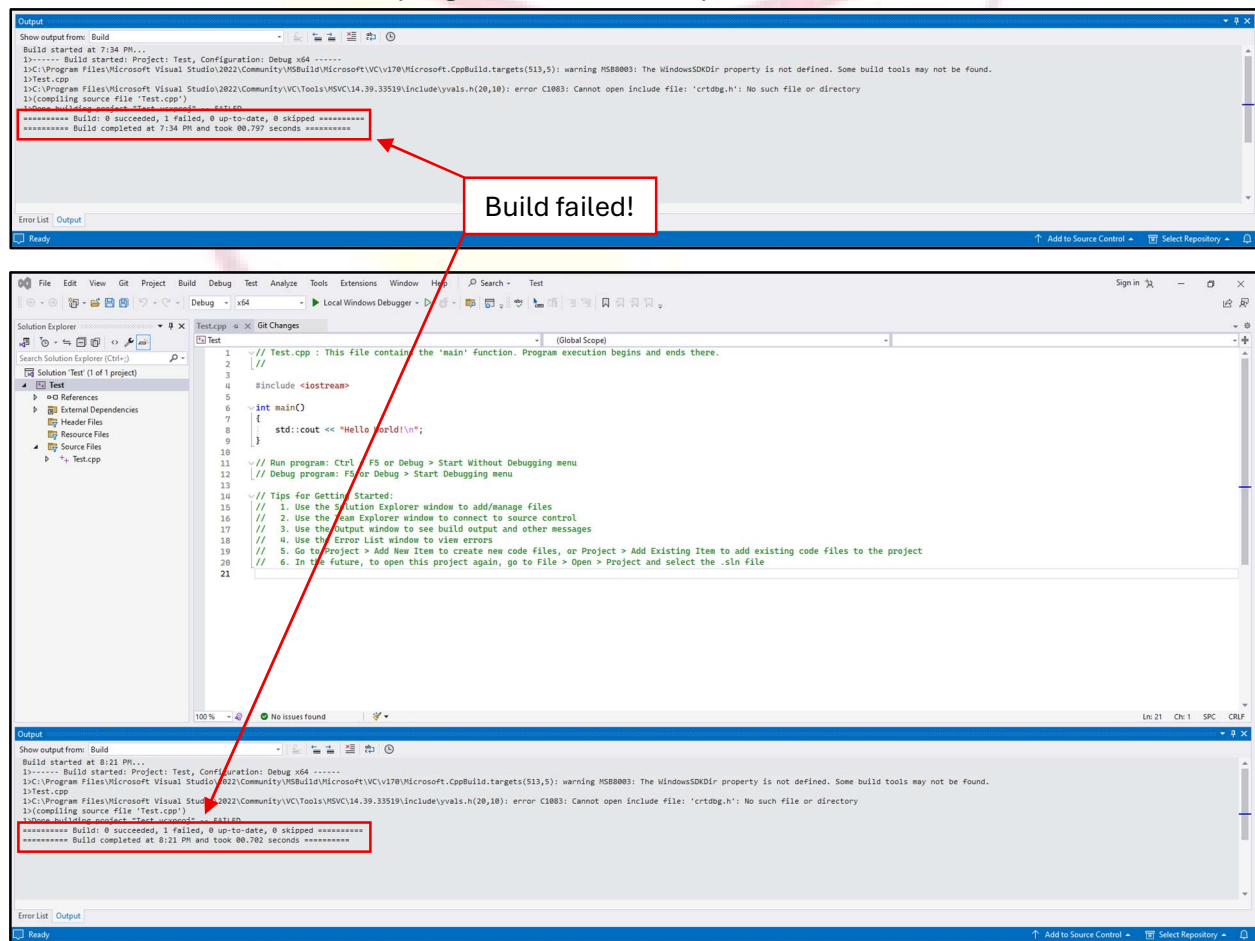 Output
Show output from: Build
Build started at 7:34 PM...
1>------ Build started: Project: Test, Configuration: Debug x64 ------
1>C:\Program Files\Microsoft Visual Studio\2022\Community\MSBuild\Microsoft\VC\v170\Microsoft.CppBuild.targets(513,5): warning MSB8003: The WindowsSDKDir property is not defined. Some build tools may not be found.
1>Test.cpp
1>C:\Program Files\Microsoft Visual Studio\2022\Community\VC\Tools\MSVC\14.39.33519\include\yvals.h(20,10): error C1083: Cannot open include file: 'crtdbg.h': No such file or directory
1>(compiling source file 'Test.cpp')
1>Done building project "Test.vcxproj" -- FAILED.
========== Build: 0 succeeded, 1 failed, 0 up-to-date, 0 skipped ==========
========== Build completed at 7:34 PM and took 00.797 seconds ==========
Build failed!
Error List Output
Ready Add to Source Control Select Repository
File Edit View Git Project Build Debug Test Analyze Tools Extensions Window Help Search Test Sign in
Debug x64 Local Windows Debugger
Solution Explorer
Search Solution Explorer (Ctrl+;)
Solution 'Test' (1 of 1 project)
Test
References
External Dependencies
Header Files
Resource Files
Source Files
Test.cpp
Test.cpp Git Changes
Test (Global Scope)
1 // Test.cpp : This file contains the 'main' function. Program execution begins and ends there.
2 //
3
4 #include <iostream>
5
6 int main()
7 {
8 std::cout << "Hello World!\n";
9 }
10
11 // Run program: Ctrl + F5 or Debug > Start Without Debugging menu
12 // Debug program: F5 or Debug > Start Debugging menu
13
14 // Tips for Getting Started:
15 // 1. Use the Solution Explorer window to add/manage files
16 // 2. Use the Team Explorer window to connect to source control
17 // 3. Use the Output window to see build output and other messages
18 // 4. Use the Error List window to view errors
19 // 5. Go to Project > Add New Item to create new code files, or Project > Add Existing Item to add existing code files to the project
20 // 6. In the future, to open this project again, go to File > Open > Project and select the .sln file
21
100 % No issues found Ln: 21 Ch: 1 SPC CRLF
Output
Show output from: Build
Build started at 8:21 PM...
1>------ Build started: Project: Test, Configuration: Debug x64 ------
1>C:\Program Files\Microsoft Visual Studio\2022\Community\MSBuild\Microsoft\VC\v170\Microsoft.CppBuild.targets(513,5): warning MSB8003: The WindowsSDKDir property is not defined. Some build tools may not be found.
1>Test.cpp
1>C:\Program Files\Microsoft Visual Studio\2022\Community\VC\Tools\MSVC\14.39.33519\include\yvals.h(20,10): error C1083: Cannot open include file: 'crtdbg.h': No such file or directory
1>(compiling source file 'Test.cpp')
1>Done building project "Test.vcxproj" -- FAILED.
========== Build: 0 succeeded, 1 failed, 0 up-to-date, 0 skipped ==========
========== Build completed at 8:21 PM and took 00.702 seconds ==========
Error List Output
Ready Add to Source Control Select Repository